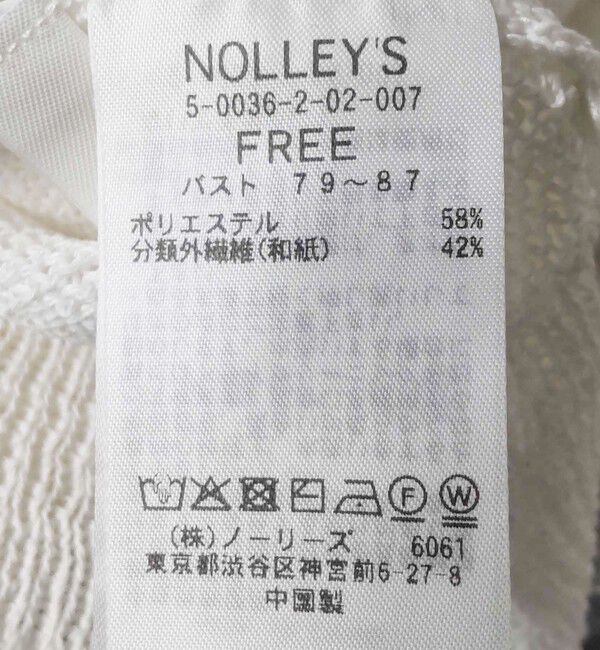 NOLLEY'S
5-0036-2-02-007
FREE
バスト 79～87
ポリエステル 58%
分類外繊維(和紙) 42%
F W
(株)ノーリーズ 6061
東京都渋谷区神宮前6-27-8
中国製